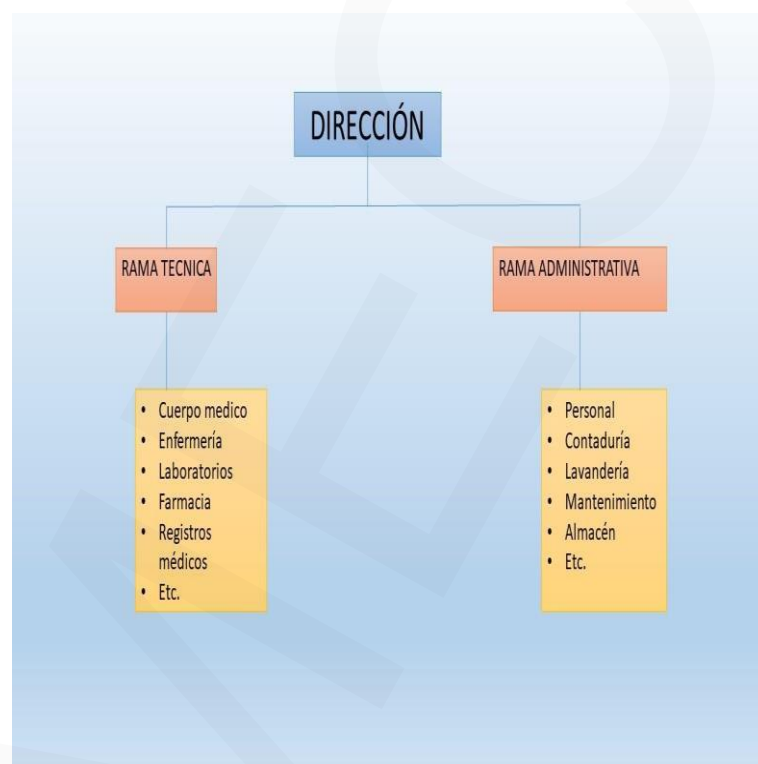 DIRECCIÓN
RAMA TECNICA
RAMA ADMINISTRATIVA
• Cuerpo medico
• Enfermería
• Laboratorios
• Farmacia
• Registros
médicos
• Etc.
• Personal
• Contaduría
• Lavandería
• Mantenimiento
• Almacén
• Etc.